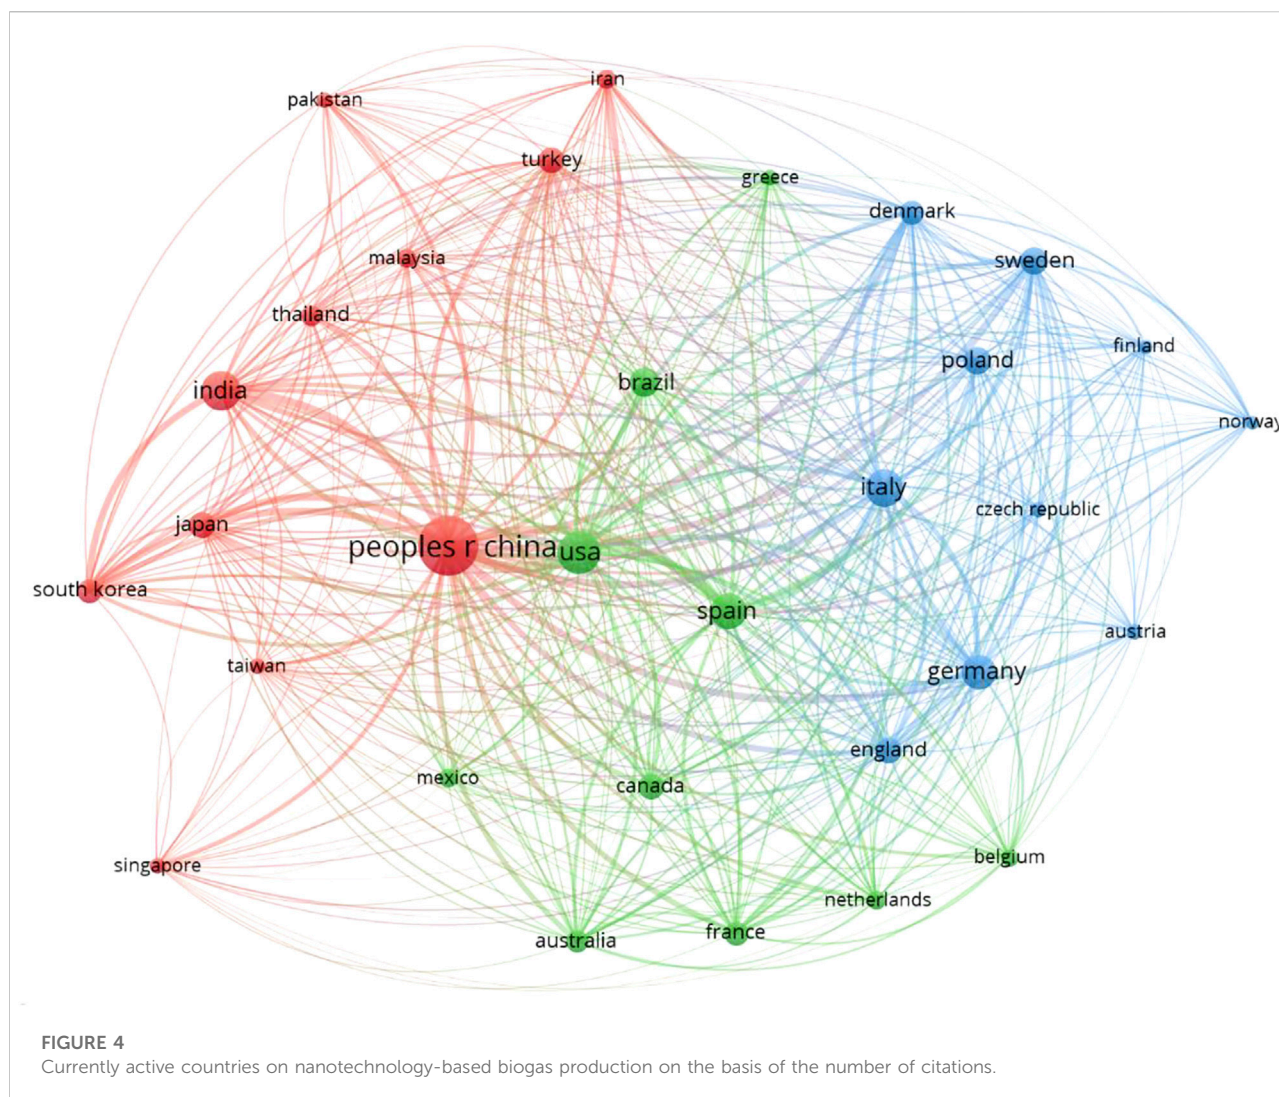 iran
pakistan
turkey
greece
denmark
malaysia
sweden
thailand
finland
poland
brazil
india
norway
italy
czech republic
japan
peoples r china
usa
south korea
spain
austria
taiwan
germany
england
mexico
canada
belgium
singapore
netherlands
france
australia
FIGURE 4
Currently active countries on nanotechnology-based biogas production on the basis of the number of citations.